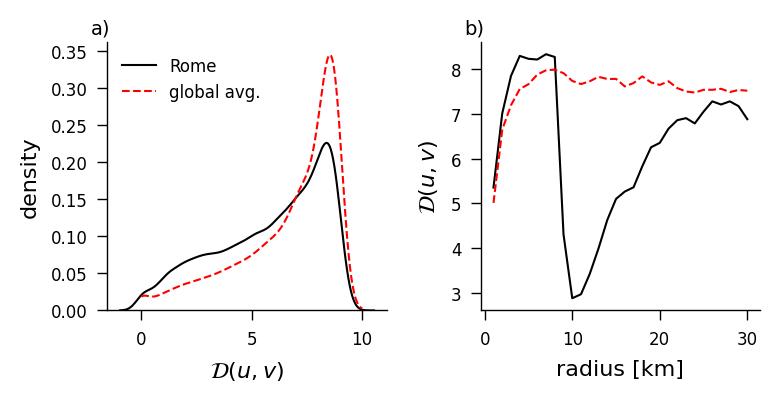 a)
density
0.35
0.30
0.25
0.20
0.15
0.10
0.05
0.00
Rome
global avg.
0 5 10
𝒟(u, v)
b)
𝒟(u, v)
8
7
6
5
4
3
0 10 20 30
radius [km]